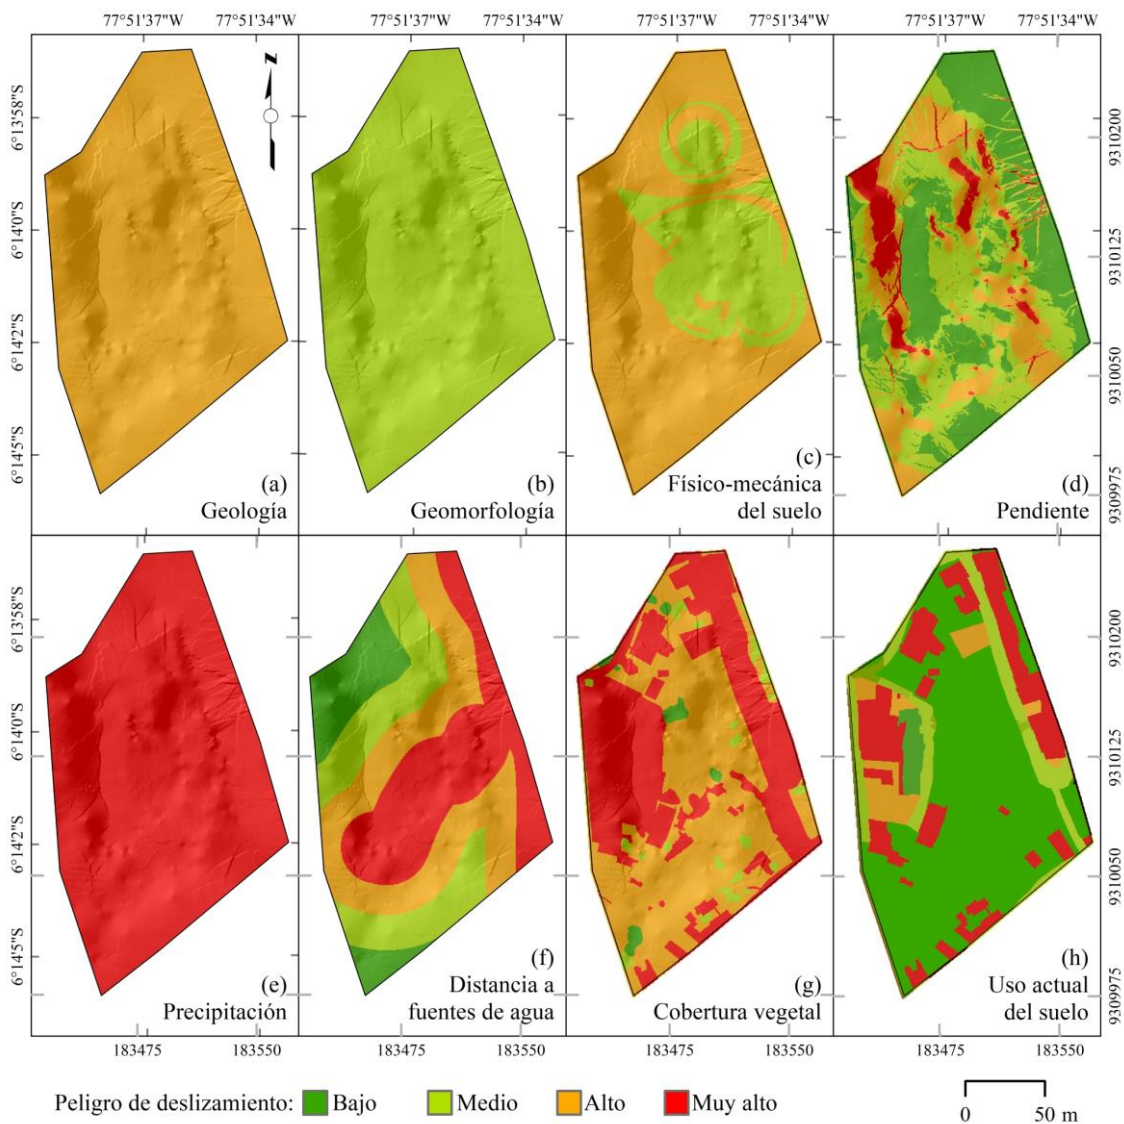 77°51'37"W 77°51'34"W 77°51'37"W 77°51'34"W 77°51'37"W 77°51'34"W 77°51'37"W 77°51'34"W
6°13'58"S
6°14'0"S
6°14'2"S
6°14'5"S
z
9310200
9310125
9310050
9309975
(a)
Geología
(b)
Geomorfología
(c)
Físico-mecánica
del suelo
(d)
Pendiente
6°13'58"S
6°14'0"S
6°14'2"S
6°14'5"S
9310200
9310125
9310050
9309975
(e)
Precipitación
(f)
Distancia a
fuentes de agua
(g)
Cobertura vegetal
(h)
Uso actual
del suelo
183475 183550 183475 183550 183475 183550 183475 183550
Peligro de deslizamiento: Bajo Medio Alto Muy alto
0 50 m